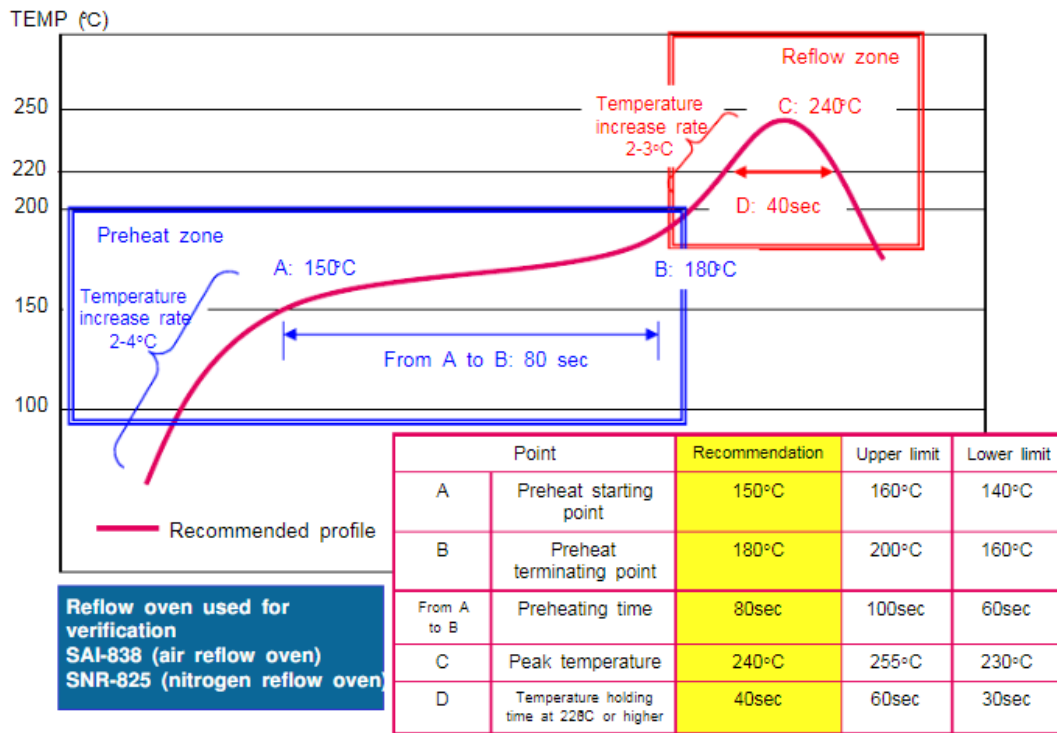 TEMP (°C)
Reflow zone
250
Temperature
increase rate
2-3°C
C: 240°C
220
D: 40sec
200
Preheat zone
A: 150°C
B: 180°C
Temperature
increase rate
2-4°C
150
From A to B: 80 sec
100
Recommended profile
Point Recommendation Upper limit Lower limit
A Preheat starting point 150°C 160°C 140°C
B Preheat terminating point 180°C 200°C 160°C
From A to B Preheating time 80sec 100sec 60sec
C Peak temperature 240°C 255°C 230°C
D Temperature holding time at 220°C or higher 40sec 60sec 30sec
Reflow oven used for
verification
SAI-838 (air reflow oven)
SNR-825 (nitrogen reflow oven)